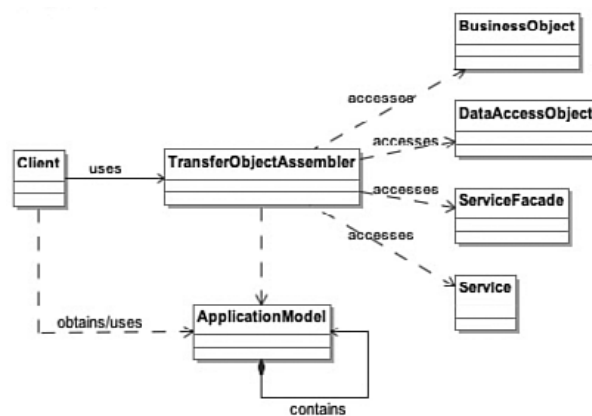 BusinessObject
accesses
DataAccessObject
accesses
Client
uses
TransferObjectAssembler
accesses
ServiceFacade
accesses
Service
ApplicationModel
obtains/uses
contains